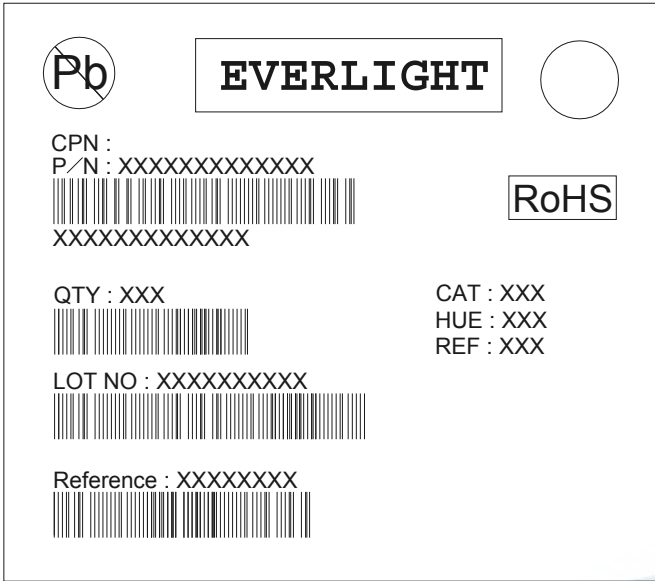 Pb
EVERLIGHT
CPN :
P/N : XXXXXXXXXXXXX
XXXXXXXXXXXXX
RoHS
QTY : XXX
CAT : XXX
HUE : XXX
REF : XXX
LOT NO : XXXXXXXXXX
Reference : XXXXXXXX